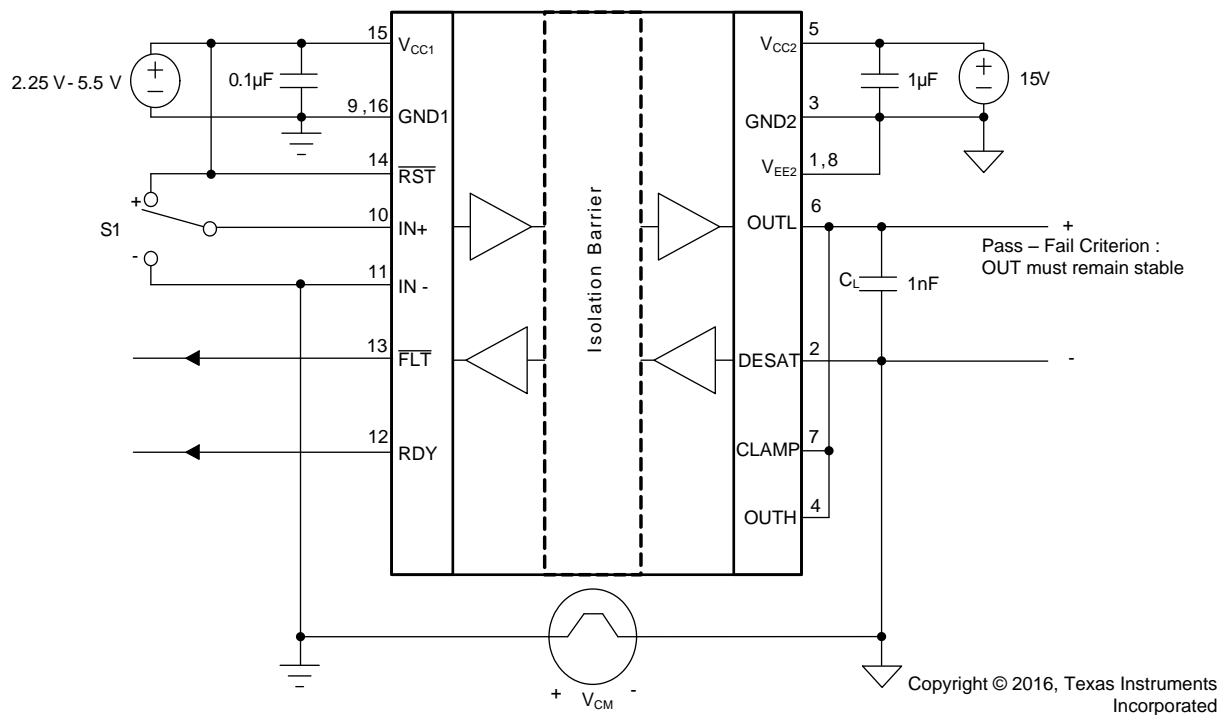 15
VCC1
2.25 V - 5.5 V
+
-
0.1µF
9 ,16
GND1
14
RST
+
S1
-
10
IN+
11
IN -
13
FLT
12
RDY
Isolation Barrier
5
VCC2
1µF
+
-
15V
3
GND2
1,8
VEE2
6
OUTL
+
Pass – Fail Criterion :
OUT must remain stable
CL
1nF
2
DESAT
-
7
CLAMP
4
OUTH
+ VCM -
Copyright © 2016, Texas Instruments
Incorporated